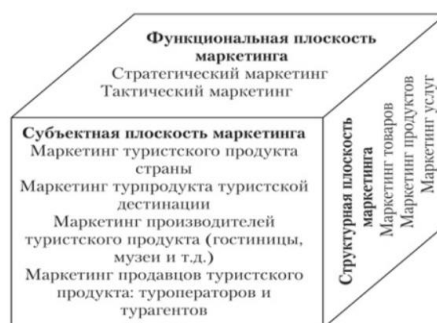 Функциональная плоскость
маркетинга
Стратегический маркетинг
Тактический маркетинг
Субъектная плоскость маркетинга
Маркетинг туристского продукта
страны
Маркетинг турпродукта туристской
дестинации
Маркетинг производителей
туристского продукта (гостиницы,
музеи и т.д.)
Маркетинг продавцов туристского
продукта: туроператоров и
турагентов
Структурная плоскость
маркетинга
Маркетинг товаров
Маркетинг продуктов
Маркетинг услуг